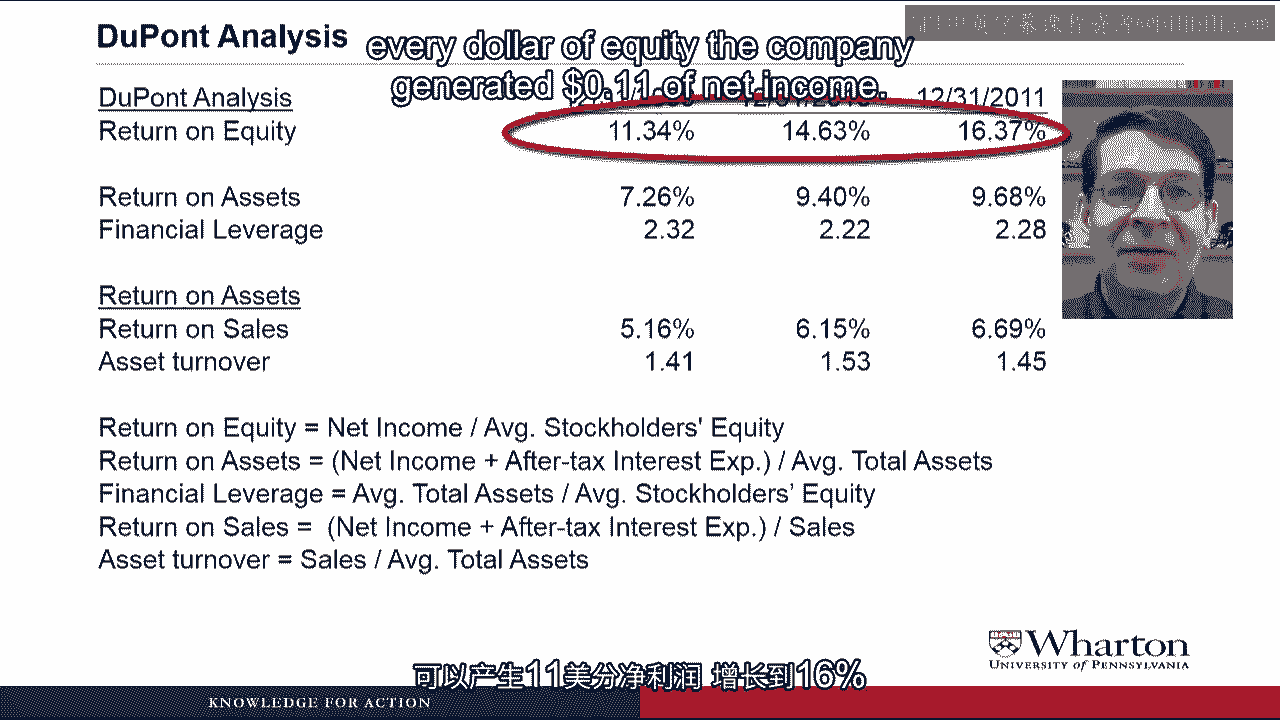 DuPont Analysis
every dollar of equity the company
generated $0.11 of net income.
DuPont Analysis 12/31/2011
Return on Equity 11.34% 14.63% 16.37%
Return on Assets 7.26% 9.40% 9.68%
Financial Leverage 2.32 2.22 2.28
Return on Assets
Return on Sales 5.16% 6.15% 6.69%
Asset turnover 1.41 1.53 1.45
Return on Equity = Net Income / Avg. Stockholders' Equity
Return on Assets = (Net Income + After-tax Interest Exp.) / Avg. Total Assets
Financial Leverage = Avg. Total Assets / Avg. Stockholders’ Equity
Return on Sales = (Net Income + After-tax Interest Exp.) / Sales
Asset turnover = Sales / Avg. Total Assets
Wharton
UNIVERSITY of PENNSYLVANIA
可以产生11美分净利润 增长到16%
KNOWLEDGE FOR ACTION